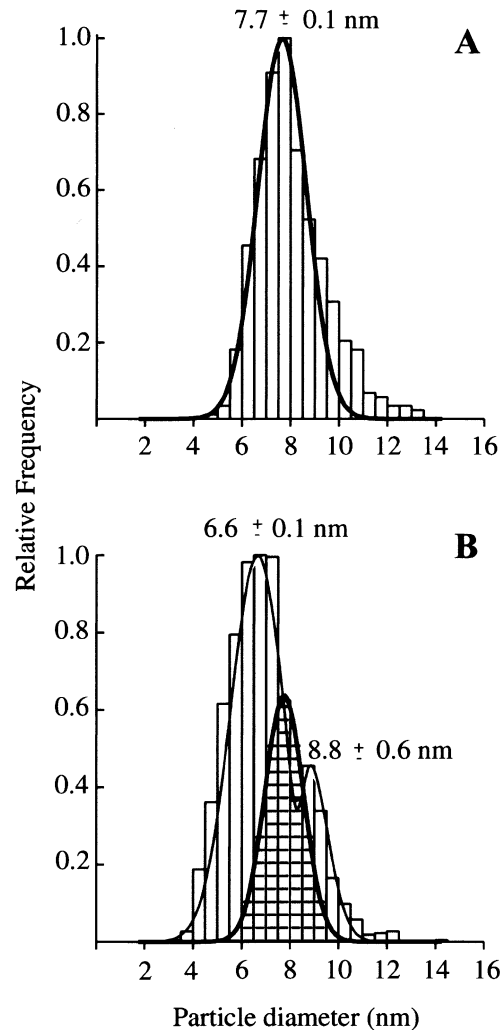 7.7 ± 0.1 nm
A
1.0
0.8
0.6
0.4
0.2
2 4 6 8 10 12 14 16
Relative Frequency
6.6 ± 0.1 nm
B
1.0
0.8
0.6
8.8 ± 0.6 nm
0.4
0.2
2 4 6 8 10 12 14 16
Particle diameter (nm)